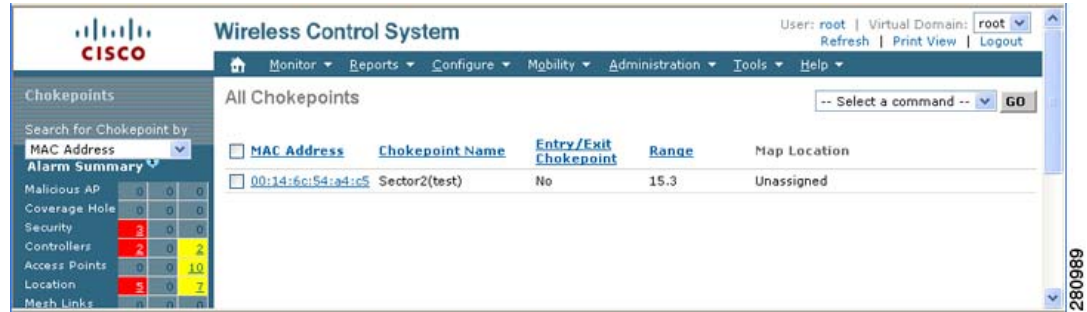 CISCO
Wireless Control System
User: root | Virtual Domain: root
Refresh | Print View | Logout
Monitor Reports Configure Mobility Administration Tools Help
Chokepoints
Search for Chokepoint by
MAC Address
Alarm Summary
Malicious AP 0 0 0
Coverage Hole 0 0 0
Security 3 0 0
Controllers 2 0 2
Access Points 0 0 10
Location 5 0 7
Mesh Links 0 0 0
All Chokepoints
-- Select a command -- GO
MAC Address Chokepoint Name Entry/Exit Chokepoint Range Map Location
00:14:6c:54:a4:c5 Sector2(test) No 15.3 Unassigned
280989